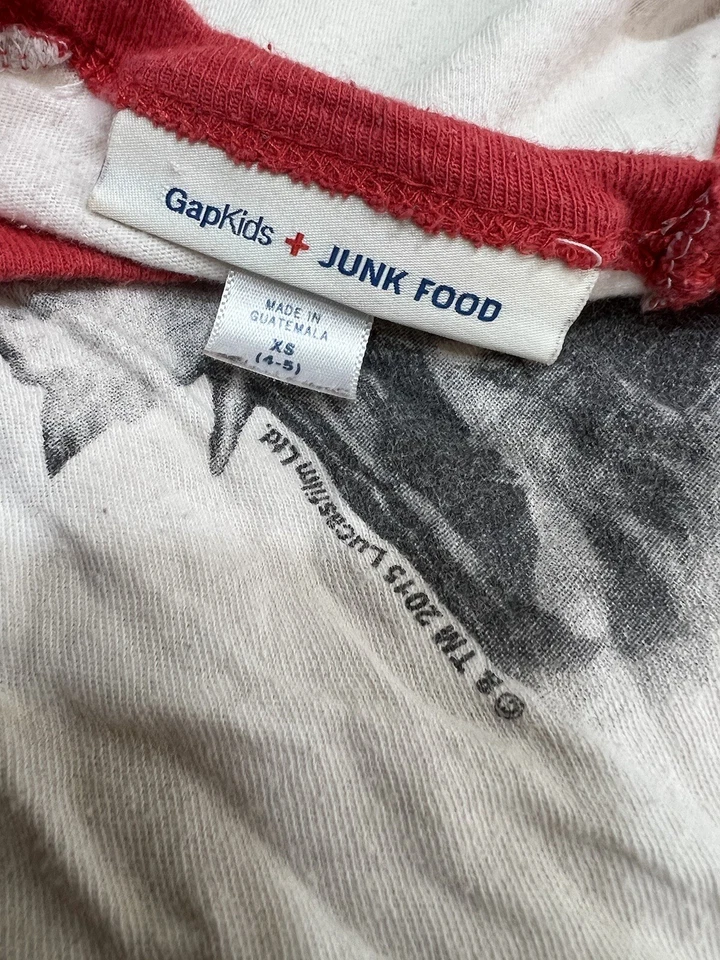 GapKids + JUNK FOOD
MADE IN
GUATEMALA
XS
(4-5)
© & TM 2015 Lucasfilm Ltd.